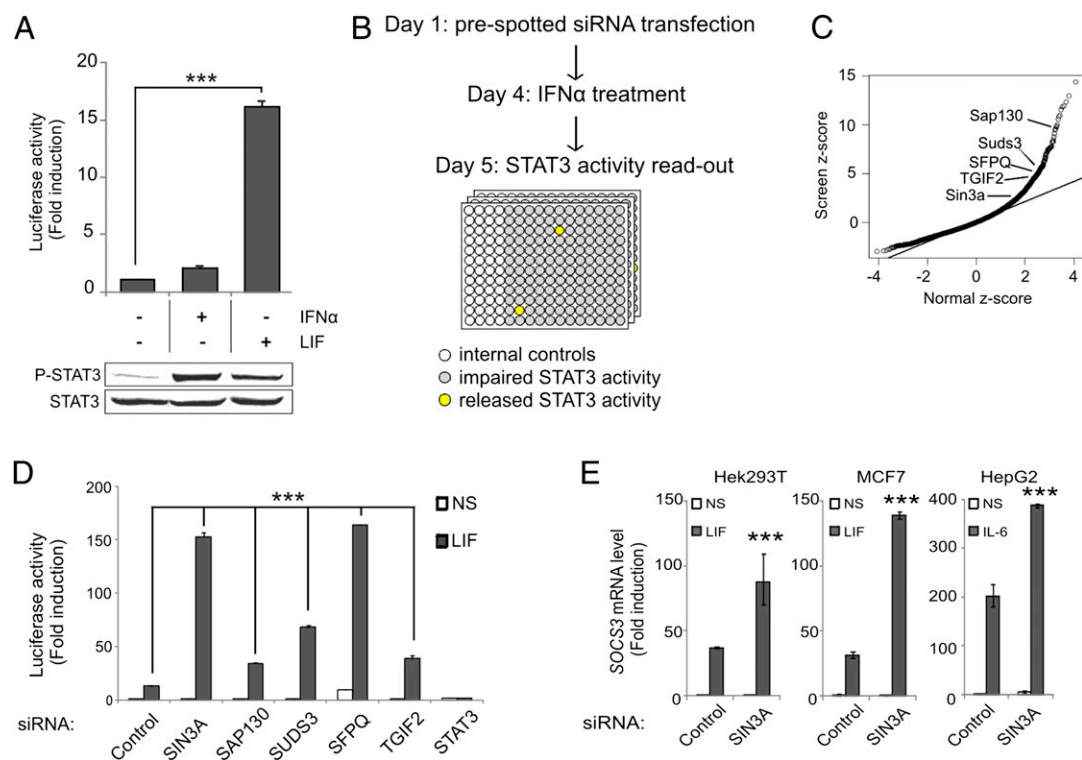 A
Luciferase activity
(Fold induction)
20
15
10
5
0
***
- + - IFNα
- - + LIF
P-STAT3
STAT3
B
Day 1: pre-spotted siRNA transfection
Day 4: IFNα treatment
Day 5: STAT3 activity read-out
internal controls
impaired STAT3 activity
released STAT3 activity
C
Screen z-score
15
10
5
0
Sap130
Suds3
SFPQ
TGIF2
Sin3a
-4 -2 0 2 4
Normal z-score
D
Luciferase activity
(Fold induction)
200
150
100
50
0
***
NS
LIF
siRNA: Control SIN3A SAP130 SUDS3 SFPQ TGIF2 STAT3
E
SOCS3 mRNA level
(Fold induction)
Hek293T
150
100
50
0
NS
LIF
***
MCF7
150
100
50
0
NS
LIF
***
HepG2
400
300
200
100
0
NS
IL-6
***
siRNA: Control SIN3A Control SIN3A Control SIN3A